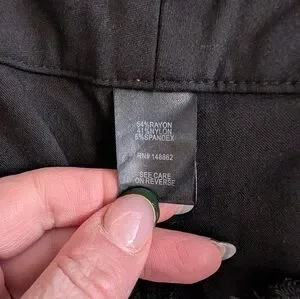 54%RAYON
41%NYLON
5%SPANDEX
RN# 148862
SEE CARE
ON REVERSE